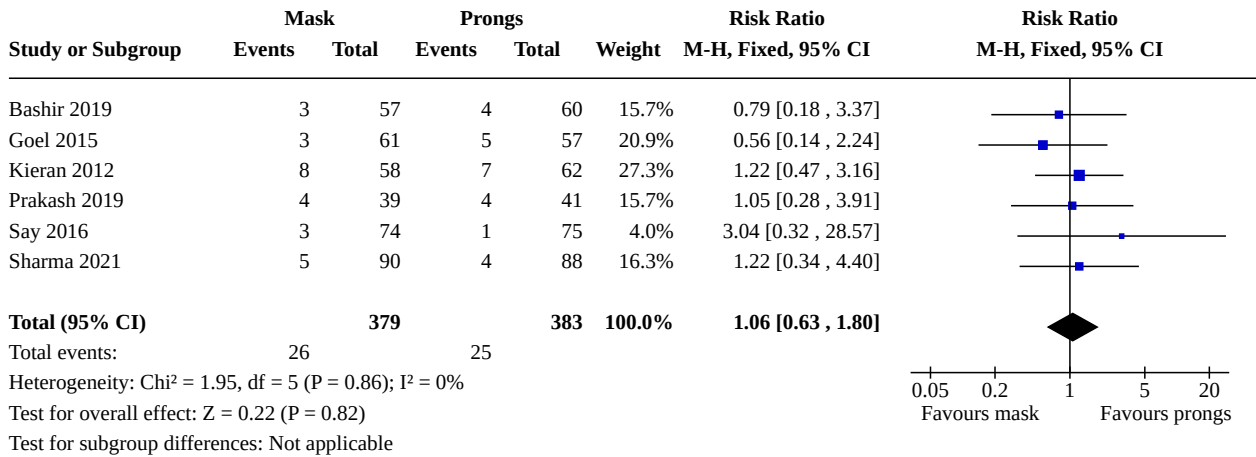 Mask Prongs Risk Ratio Risk Ratio
Study or Subgroup Events Total Events Total Weight M-H, Fixed, 95% CI M-H, Fixed, 95% CI
Bashir 2019 3 57 4 60 15.7% 0.79 [0.18 , 3.37]
Goel 2015 3 61 5 57 20.9% 0.56 [0.14 , 2.24]
Kieran 2012 8 58 7 62 27.3% 1.22 [0.47 , 3.16]
Prakash 2019 4 39 4 41 15.7% 1.05 [0.28 , 3.91]
Say 2016 3 74 1 75 4.0% 3.04 [0.32 , 28.57]
Sharma 2021 5 90 4 88 16.3% 1.22 [0.34 , 4.40]
Total (95% CI) 379 383 100.0% 1.06 [0.63 , 1.80]
Total events: 26 25
Heterogeneity: Chi² = 1.95, df = 5 (P = 0.86); I² = 0%
Test for overall effect: Z = 0.22 (P = 0.82)
Test for subgroup differences: Not applicable
0.05 0.2 1 5 20
Favours mask Favours prongs